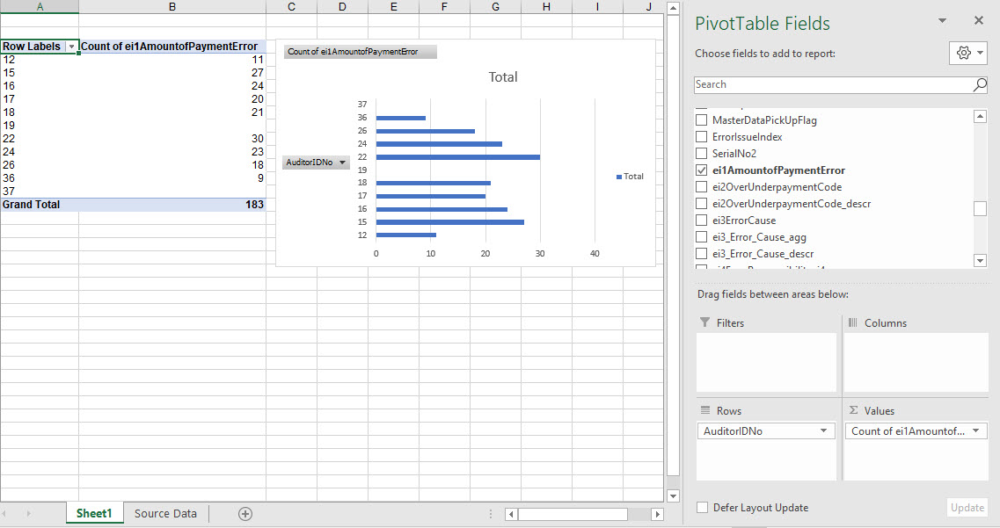 A B C D E F G H I J
Row Labels Count of ei1AmountofPaymentError
12 11
15 27
16 24
17 20
18 21
19
22 30
24 23
26 18
36 9
37
Grand Total 183
Count of ei1AmountofPaymentError
Total
37
36
26
24
22
19
18
17
16
15
12
0 10 20 30 40
AuditorIDNo
Total
Sheet1 Source Data
PivotTable Fields
Choose fields to add to report:
Search
MasterDataPickUpFlag
ErrorIssueIndex
SerialNo2
ei1AmountofPaymentError
ei2OverUnderpaymentCode
ei2OverUnderpaymentCode_descr
ei3ErrorCause
ei3_Error_Cause_agg
ei3_Error_Cause_descr
Drag fields between areas below:
Filters Columns
Rows Σ Values
AuditorIDNo Count of ei1Amountof...
Defer Layout Update Update